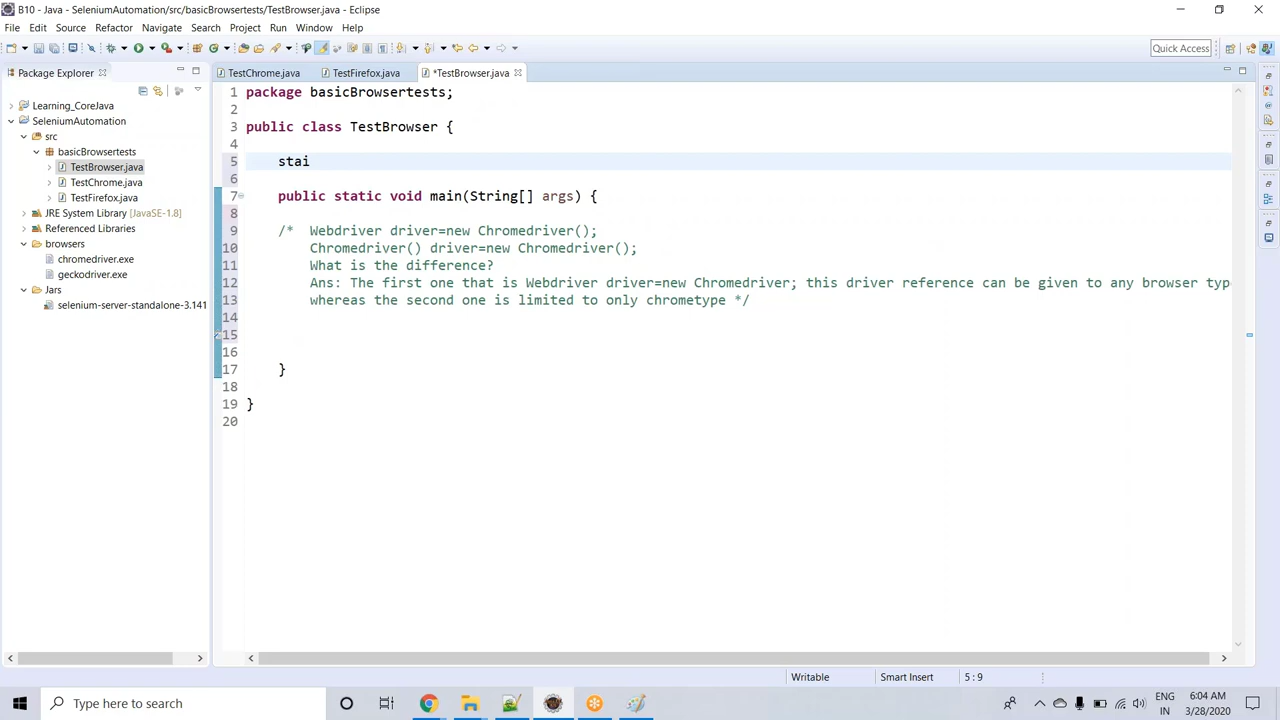 B10 - Java - SeleniumAutomation/src/basicBrowsertests/TestBrowser.java - Eclipse
File Edit Source Refactor Navigate Search Project Run Window Help
Quick Access
Package Explorer
TestChrome.java
TestFirefox.java
*TestBrowser.java
Learning_CoreJava
SeleniumAutomation
src
basicBrowsertests
TestBrowser.java
TestChrome.java
TestFirefox.java
JRE System Library [JavaSE-1.8]
Referenced Libraries
browsers
chromedriver.exe
geckodriver.exe
Jars
selenium-server-standalone-3.141
1 package basicBrowsertests;
2
3 public class TestBrowser {
4
5 stai
6
7 public static void main(String[] args) {
8
9 /* Webdriver driver=new Chromedriver();
10 Chromedriver() driver=new Chromedriver();
11 What is the difference?
12 Ans: The first one that is Webdriver driver=new Chromedriver; this driver reference can be given to any browser typ
13 whereas the second one is limited to only chrometype */
14
15
16
17 }
18
19 }
20
Writable
Smart Insert
5 : 9
Type here to search
ENG
IN
6:04 AM
3/28/2020